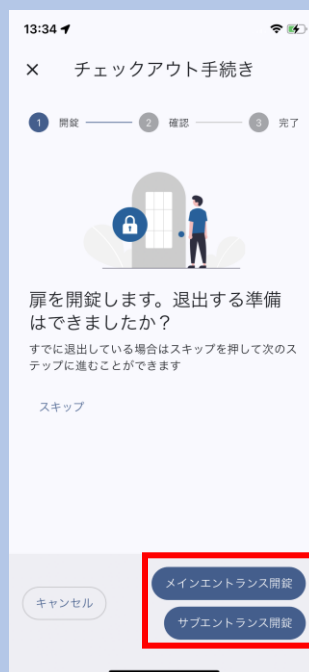 13:34
× チェックアウト手続き
1 開錠 2 確認 3 完了
扉を開錠します。退出する準備
はできましたか？
すでに退出している場合はスキップを押して次のス
テップに進むことができます
スキップ
メインエントランス開錠
キャンセル
サブエントランス開錠